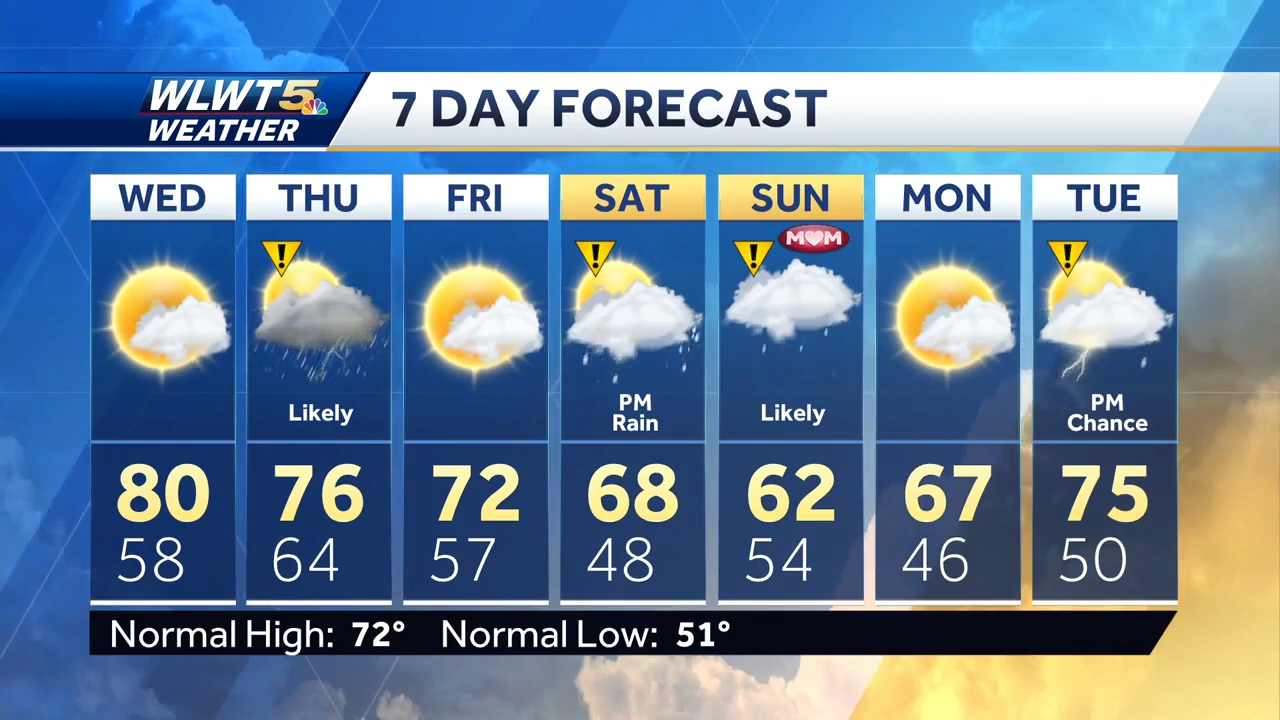 WLWT5
WEATHER
7 DAY FORECAST
WED THU FRI SAT SUN MON TUE
! ! ! M♥M !
Likely PM Rain Likely PM Chance
80 76 72 68 62 67 75
58 64 57 48 54 46 50
Normal High: 72° Normal Low: 51°